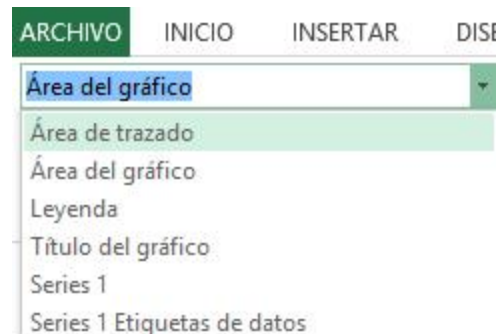 ARCHIVO INICIO INSERTAR DISE
Área del gráfico
Área de trazado
Área del gráfico
Leyenda
Título del gráfico
Series 1
Series 1 Etiquetas de datos